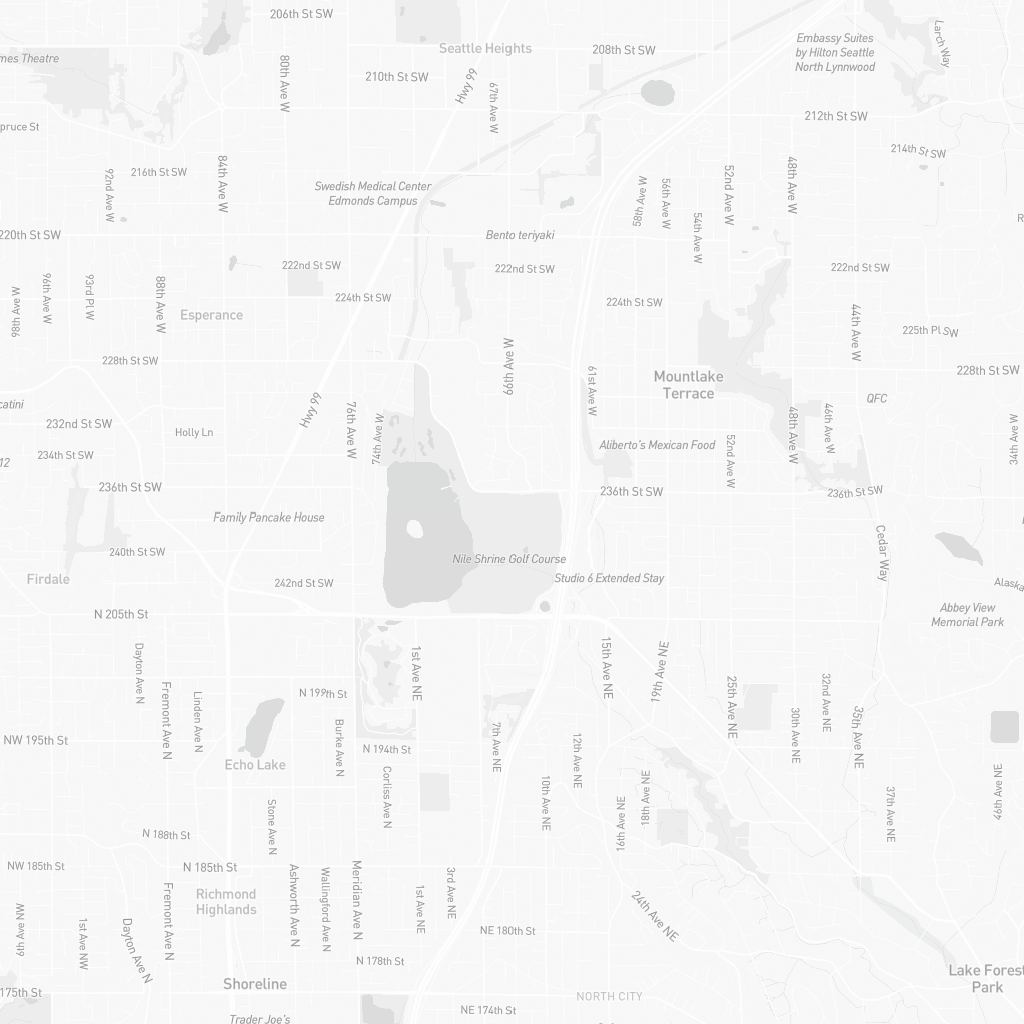 206th St SW
Seattle Heights
208th St SW
Embassy Suites
by Hilton Seattle
North Lynnwood
Larch Way
mes Theatre
80th Ave W
210th St SW
Hwy 99
67th Ave W
212th St SW
pruce St
214th St SW
216th St SW
92nd Ave W
84th Ave W
Swedish Medical Center
Edmonds Campus
58th Ave W
56th Ave W
54th Ave W
52nd Ave W
48th Ave W
220th St SW
Bento teriyaki
R
222nd St SW
222nd St SW
222nd St SW
98th Ave W
96th Ave W
93rd Pl W
88th Ave W
224th St SW
224th St SW
Esperance
44th Ave W
225th Pl SW
228th St SW
66th Ave W
61st Ave W
Mountlake
Terrace
228th St SW
catini
Hwy 99
76th Ave W
74th Ave W
QFC
232nd St SW
Holly Ln
Aliberto's Mexican Food
52nd Ave W
48th Ave W
46th Ave W
34th Ave W
12
234th St SW
236th St SW
236th St SW
236th St SW
Family Pancake House
Cedar Way
240th St SW
Nile Shrine Golf Course
Firdale
242nd St SW
Studio 6 Extended Stay
Alaska
N 205th St
Abbey View
Memorial Park
Dayton Ave N
Fremont Ave N
Linden Ave N
N 199th St
1st Ave NE
15th Ave NE
19th Ave NE
25th Ave NE
32nd Ave NE
30th Ave NE
35th Ave NE
NW 195th St
Burke Ave N
N 194th St
7th Ave NE
12th Ave NE
Echo Lake
Corliss Ave N
10th Ave NE
18th Ave NE
16th Ave NE
37th Ave NE
46th Ave NE
Stone Ave N
N 188th St
NW 185th St
N 185th St
Richmond
Highlands
Fremont Ave N
Ashworth Ave N
Wallingford Ave N
Meridian Ave N
1st Ave NE
3rd Ave NE
24th Ave NE
6th Ave NW
1st Ave NW
Dayton Ave N
NE 180th St
N 178th St
Lake Forest
Park
Shoreline
175th St
NORTH CITY
NE 174th St
Trader Joe's